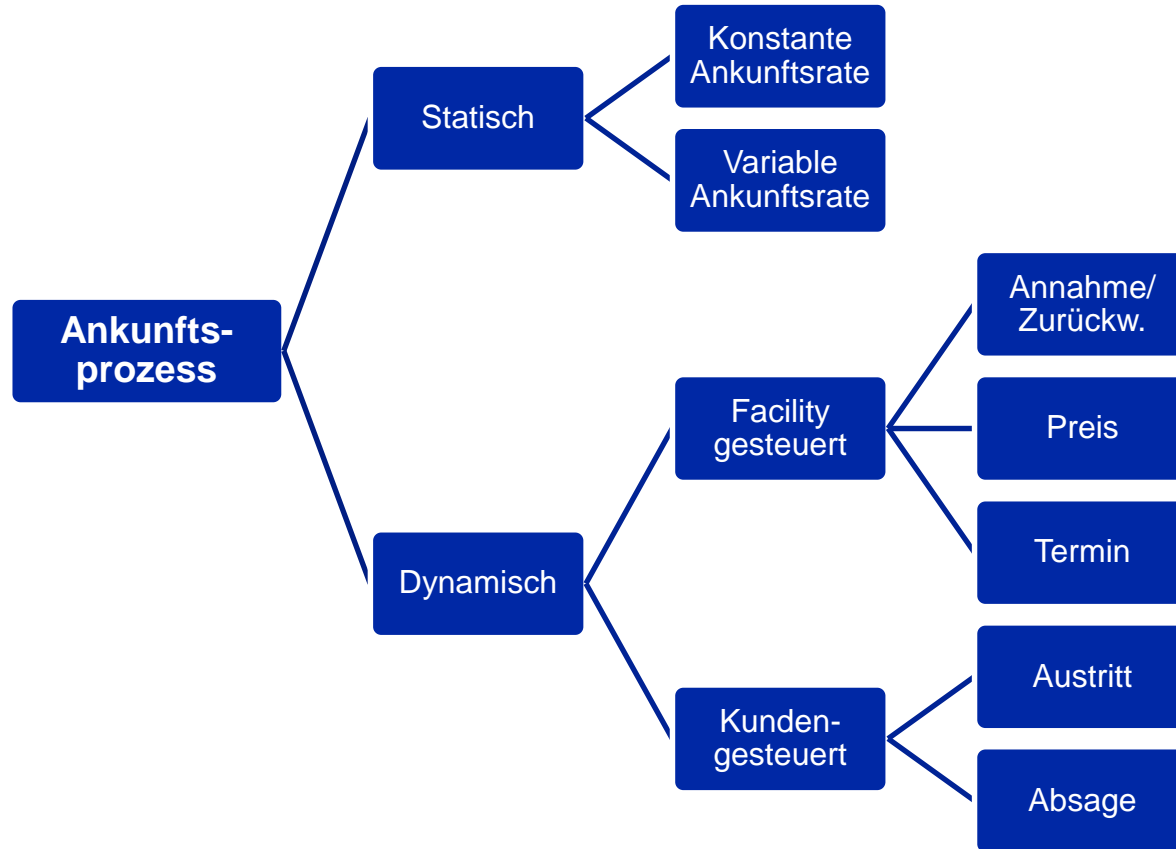 Konstante
Ankunftsrate
Statisch
Variable
Ankunftsrate
Ankunfts-
prozess
Annahme/
Zurückw.
Facility
gesteuert
Preis
Termin
Dynamisch
Kunden-
gesteuert
Austritt
Absage